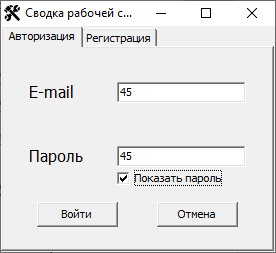 Сводка рабочей с...
Авторизация Регистрация
E-mail 45
Пароль 45
Показать пароль
Войти Отмена